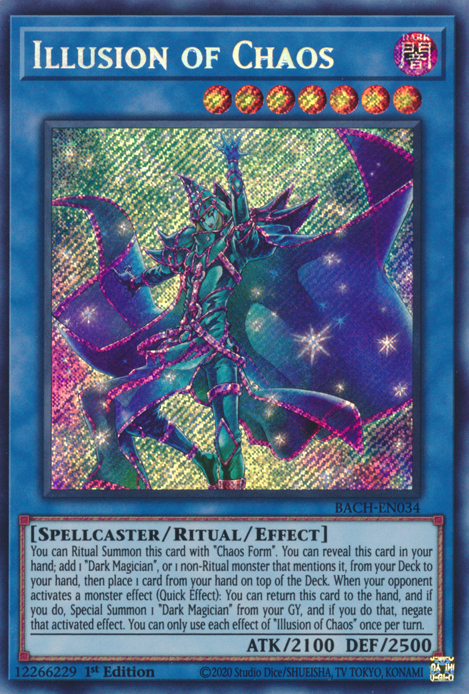 ILLUSION OF CHAOS
闇
BACH-EN034
[SPELLCASTER/RITUAL/EFFECT]
You can Ritual Summon this card with "Chaos Form". You can reveal this card in your
hand; add 1 "Dark Magician", or 1 non-Ritual monster that mentions it, from your Deck to
your hand, then place 1 card from your hand on top of the Deck. When your opponent
activates a monster effect (Quick Effect): You can return this card to the hand, and if
you do, Special Summon 1 "Dark Magician" from your GY, and if you do that, negate
that activated effect. You can only use each effect of "Illusion of Chaos" once per turn.
ATK/2100 DEF/2500
12266229 1st Edition ©2020 Studio Dice/SHUEISHA, TV TOKYO, KONAMI